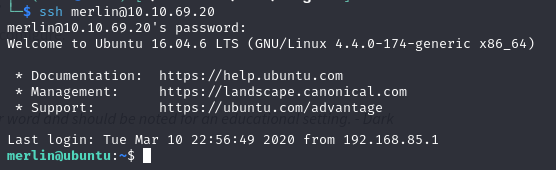 └─$ ssh merlin@10.10.69.20
merlin@10.10.69.20's password:
Welcome to Ubuntu 16.04.6 LTS (GNU/Linux 4.4.0-174-generic x86_64)
* Documentation:  https://help.ubuntu.com
* Management:     https://landscape.canonical.com
* Support:        https://ubuntu.com/advantage
word and should be noted for an educational setting. - Dark
Last login: Tue Mar 10 22:56:49 2020 from 192.168.85.1
merlin@ubuntu:~$